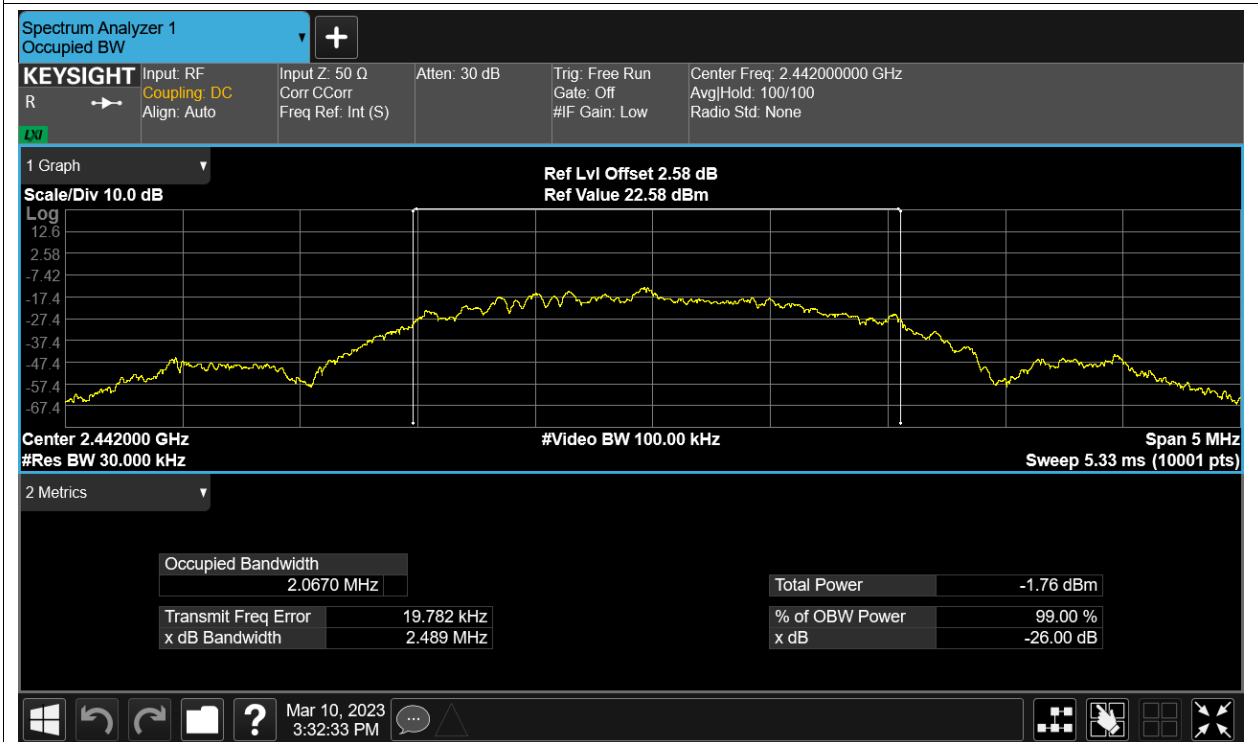 Spectrum Analyzer 1
Occupied BW
KEYSIGHT
R
LXI
Input: RF
Coupling: DC
Align: Auto
Input Z: 50 Ω
Corr CCorr
Freq Ref: Int (S)
Atten: 30 dB
Trig: Free Run
Gate: Off
#IF Gain: Low
Center Freq: 2.442000000 GHz
Avg|Hold: 100/100
Radio Std: None
1 Graph
Scale/Div 10.0 dB
Ref Lvl Offset 2.58 dB
Ref Value 22.58 dBm
Log
12.6
2.58
-7.42
-17.4
-27.4
-37.4
-47.4
-57.4
-67.4
Center 2.442000 GHz
#Res BW 30.000 kHz
#Video BW 100.00 kHz
Span 5 MHz
Sweep 5.33 ms (10001 pts)
2 Metrics
Occupied Bandwidth
2.0670 MHz
Transmit Freq Error 19.782 kHz
x dB Bandwidth 2.489 MHz
Total Power -1.76 dBm
% of OBW Power 99.00 %
x dB -26.00 dB
Mar 10, 2023
3:32:33 PM